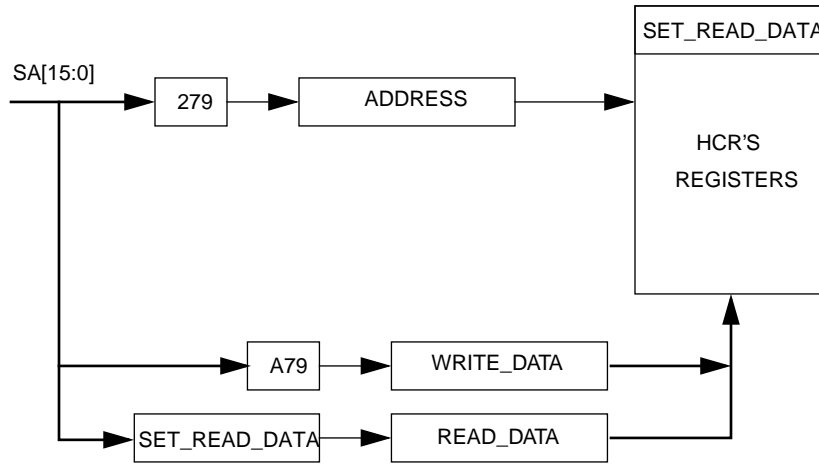 SET_READ_DATA
SA[15:0]
279
ADDRESS
HCR'S
REGISTERS
A79
WRITE_DATA
SET_READ_DATA
READ_DATA